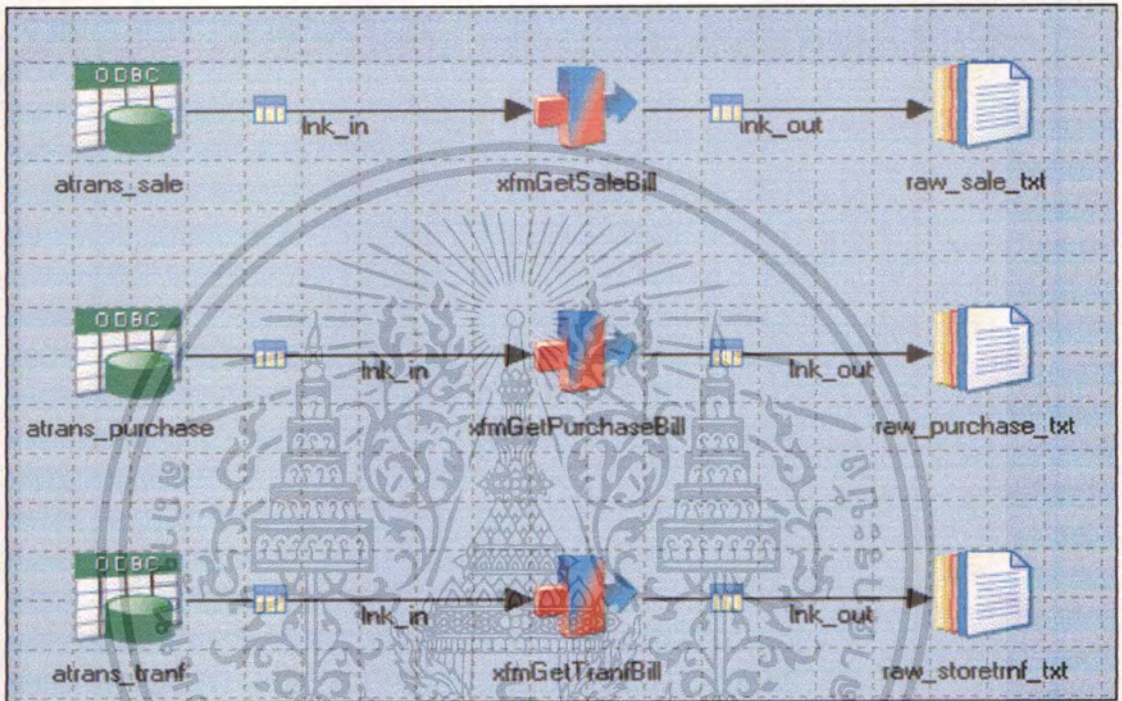 ODBC
lnk_in
lnk_out
atrans_sale
xfmGetSaleBill
raw_sale_txt
ODBC
lnk_in
lnk_out
atrans_purchase
xfmGetPurchaseBill
raw_purchase_txt
ODBC
lnk_in
lnk_out
atrans_tranf
xfmGetTranfBill
raw_storetrnf_txt